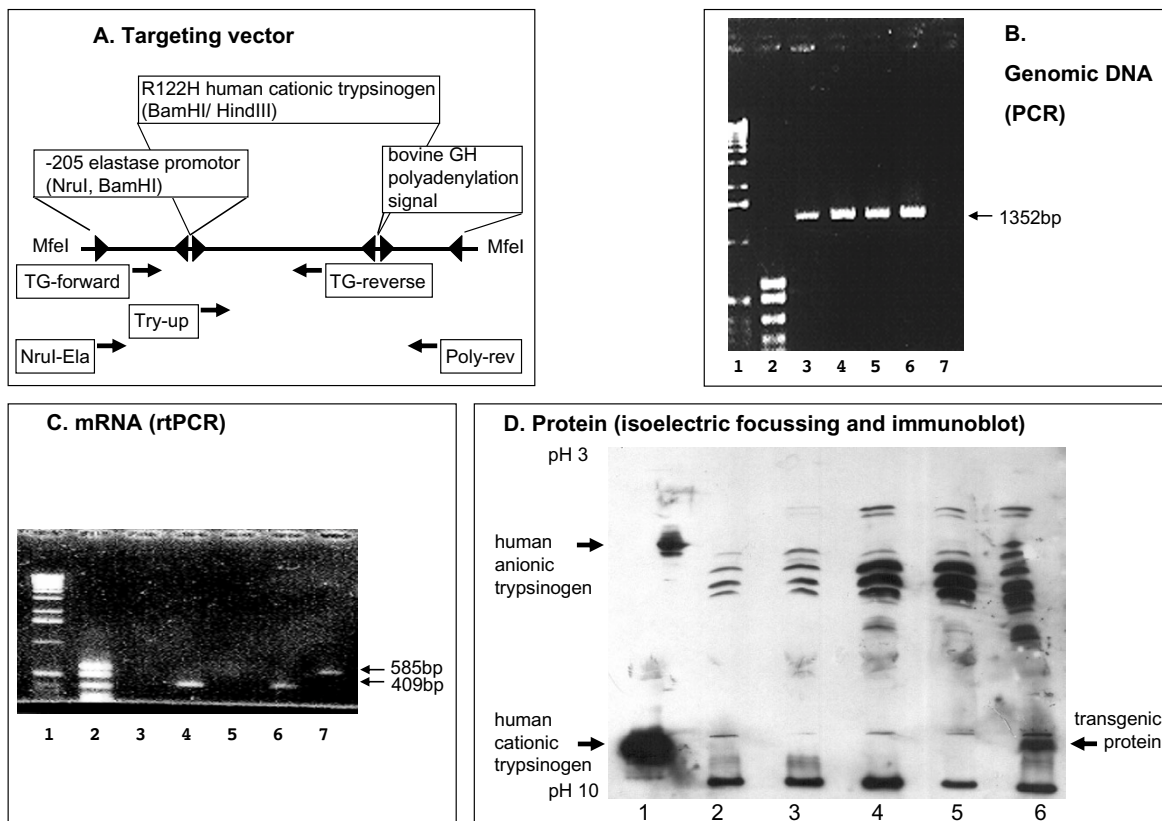 A. Targeting vector
R122H human cationic trypsinogen
(BamHI/ HindIII)
-205 elastase promotor
(NruI, BamHI)
bovine GH
polyadenylation
signal
MfeI
MfeI
TG-forward
TG-reverse
Try-up
NruI-Ela
Poly-rev
B.
Genomic DNA
(PCR)
1352bp
1 2 3 4 5 6 7
C. mRNA (rtPCR)
585bp
409bp
1 2 3 4 5 6 7
D. Protein (isoelectric focussing and immunoblot)
pH 3
human
anionic
trypsinogen
human
cationic
trypsinogen
transgenic
protein
pH 10
1 2 3 4 5 6